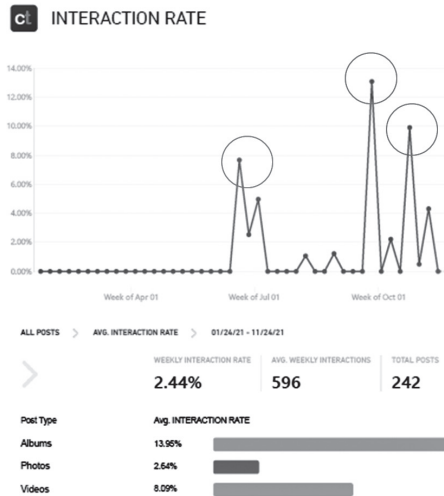 ct INTERACTION RATE
14.00%
12.00%
10.00%
8.00%
6.00%
4.00%
2.00%
0.00%
Week of Apr 01 Week of Jul 01 Week of Oct 01
ALL POSTS AVG. INTERACTION RATE 01/24/21 - 11/24/21
WEEKLY INTERACTION RATE AVG. WEEKLY INTERACTIONS TOTAL POSTS
2.44% 596 242
Post Type Avg. INTERACTION RATE
Albums 13.95%
Photos 2.64%
Videos 8.09%